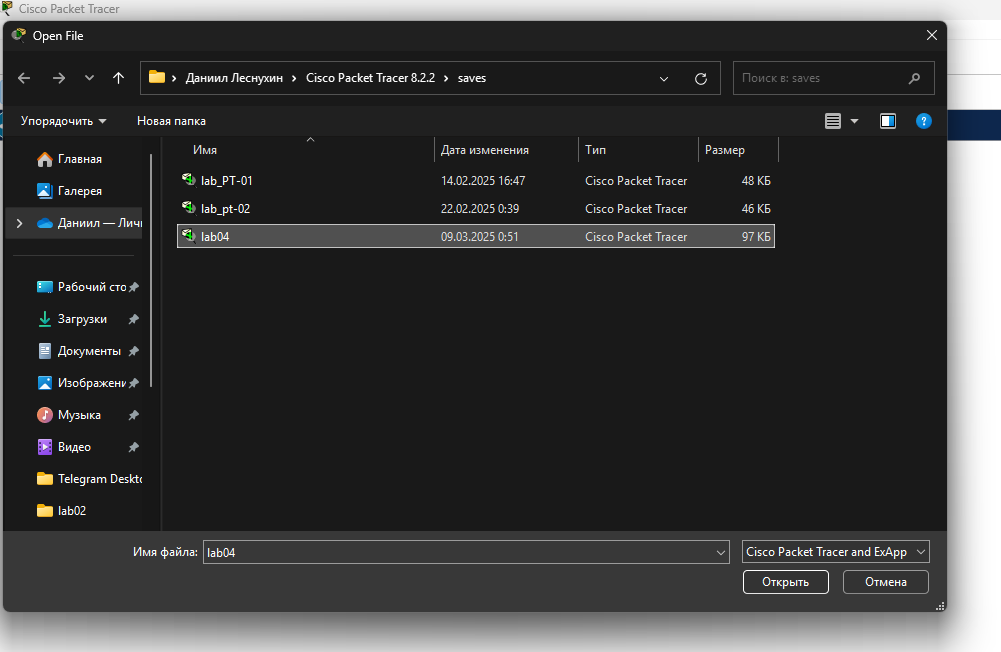 Cisco Packet Tracer
Open File
Даниил Леснухин > Cisco Packet Tracer 8.2.2 > saves
Поиск в: saves
Упорядочить
Новая папка
?
Имя Дата изменения Тип Размер
lab_PT-01 14.02.2025 16:47 Cisco Packet Tracer 48 КБ
lab_pt-02 22.02.2025 0:39 Cisco Packet Tracer 46 КБ
lab04 09.03.2025 0:51 Cisco Packet Tracer 97 КБ
Главная
Галерея
Даниил — Личн
Рабочий сто
Загрузки
Документы
Изображени
Музыка
Видео
Telegram Deskto
lab02
Имя файла: lab04
Cisco Packet Tracer and ExApp
Открыть
Отмена